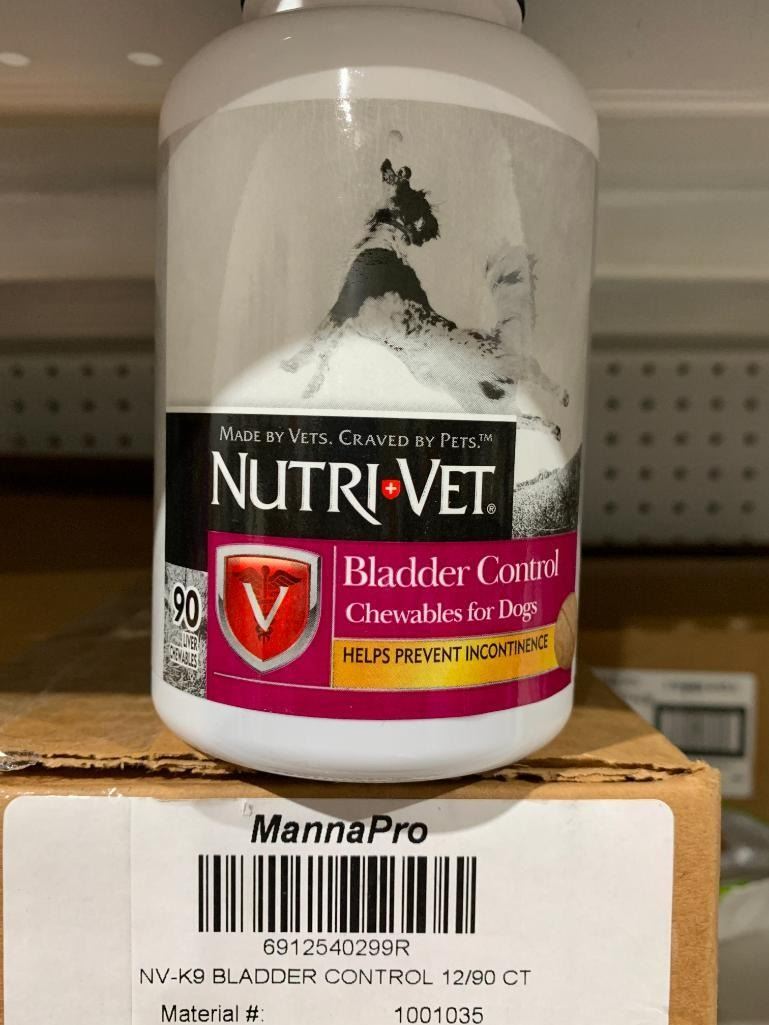 MADE BY VETS. CRAVED BY PETS.™
NUTRI+VET®
V
Bladder Control
Chewables for Dogs
HELPS PREVENT INCONTINENCE
90
LIVER
CHEWABLES
MannaPro
6912540299R
NV-K9 BLADDER CONTROL 12/90 CT
Material #: 1001035